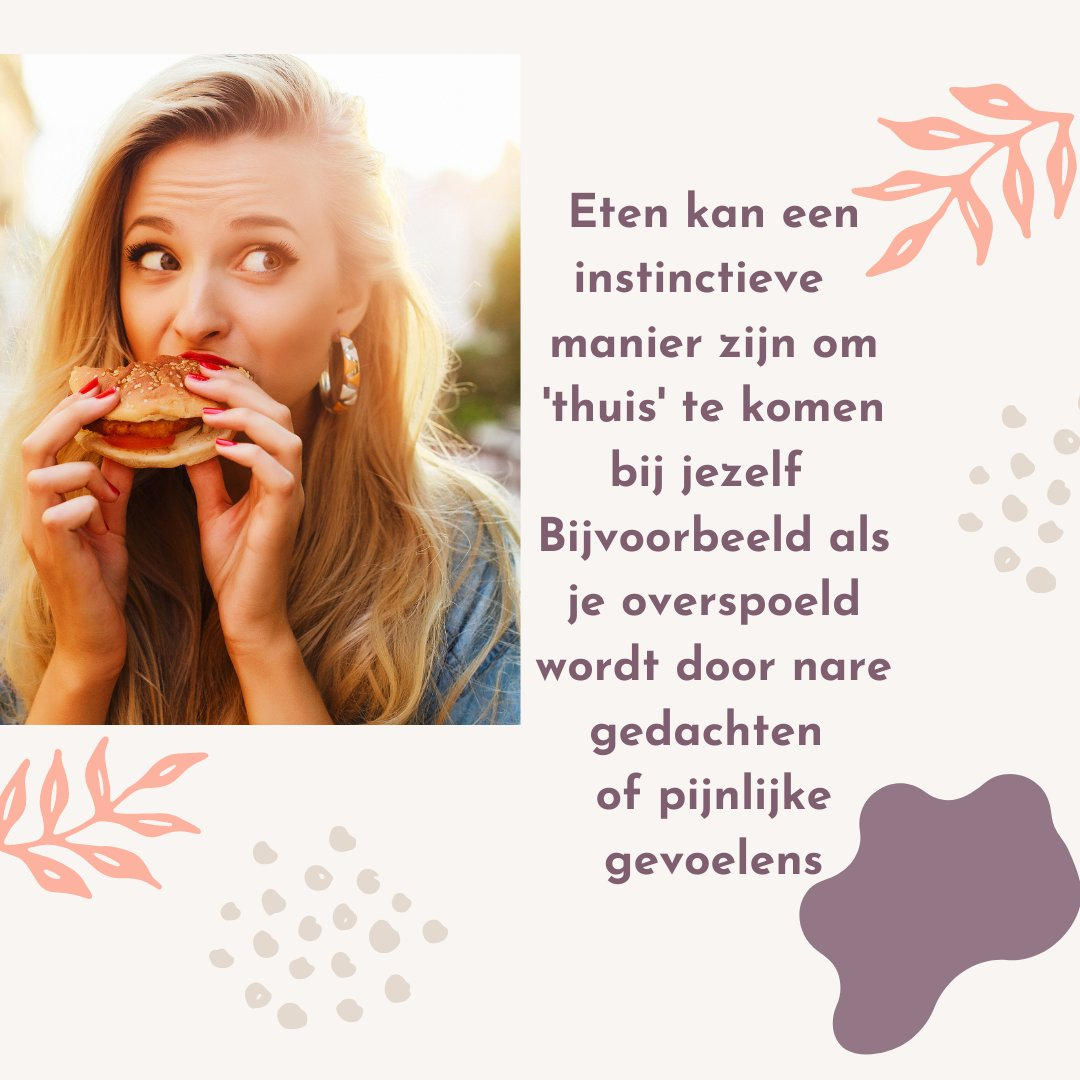 Eten kan een
instinctieve
manier zijn om
'thuis' te komen
bij jezelf
Bijvoorbeeld als
je overspoeld
wordt door nare
gedachten
of pijnlijke
gevoelens